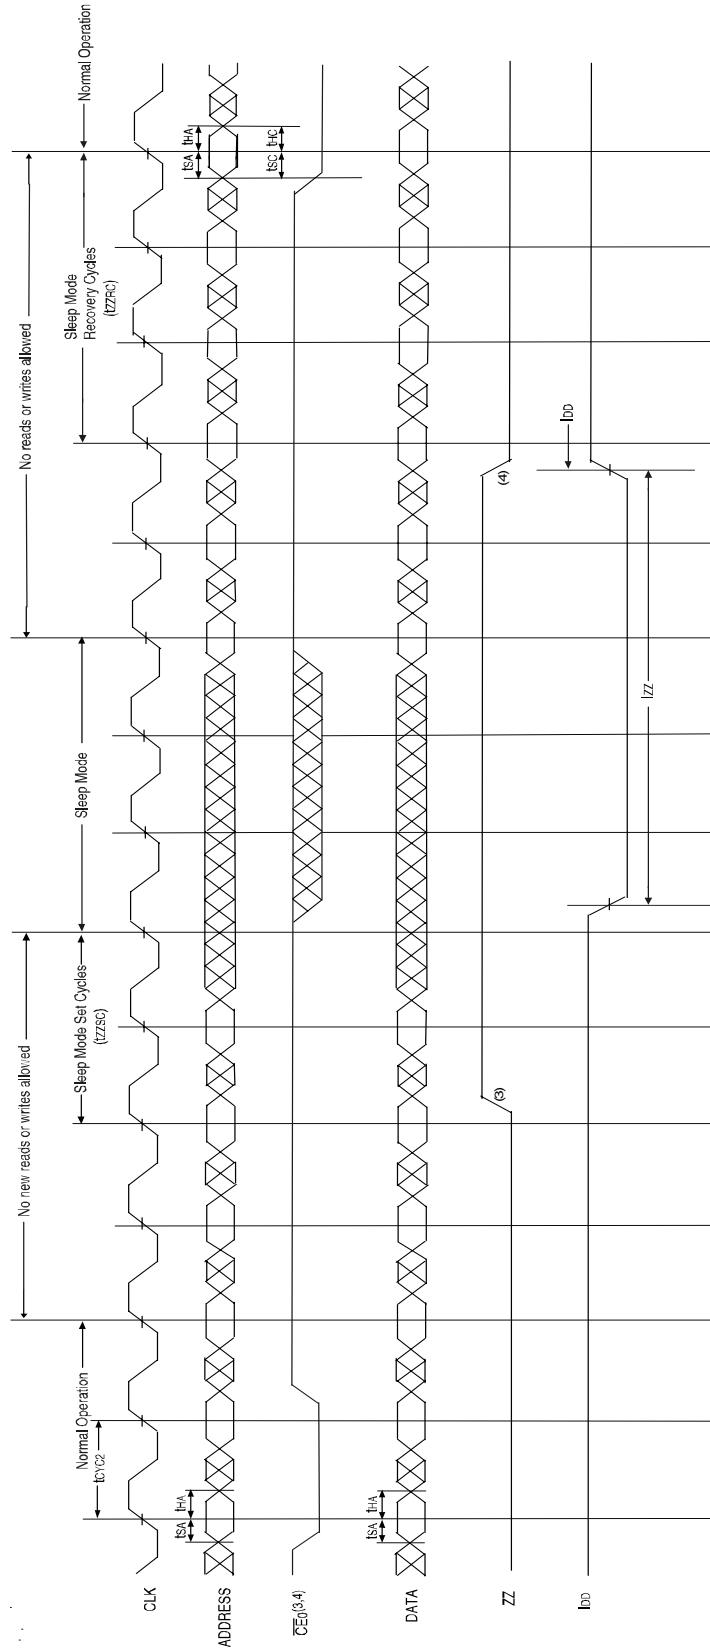 Normal Operation
tCYC2
No new reads or writes allowed
Sleep Mode Set Cycles
(tZZSC)
Sleep Mode
No reads or writes allowed
Sleep Mode
Recovery Cycles
(tZZRC)
Normal Operation
CLK
tSA
tHA
tSA
tHA
ADDRESS
tSC
tHC
CE0(3,4)
tSA
tHA
DATA
(3)
(4)
ZZ
IDD
IZZ
IDD